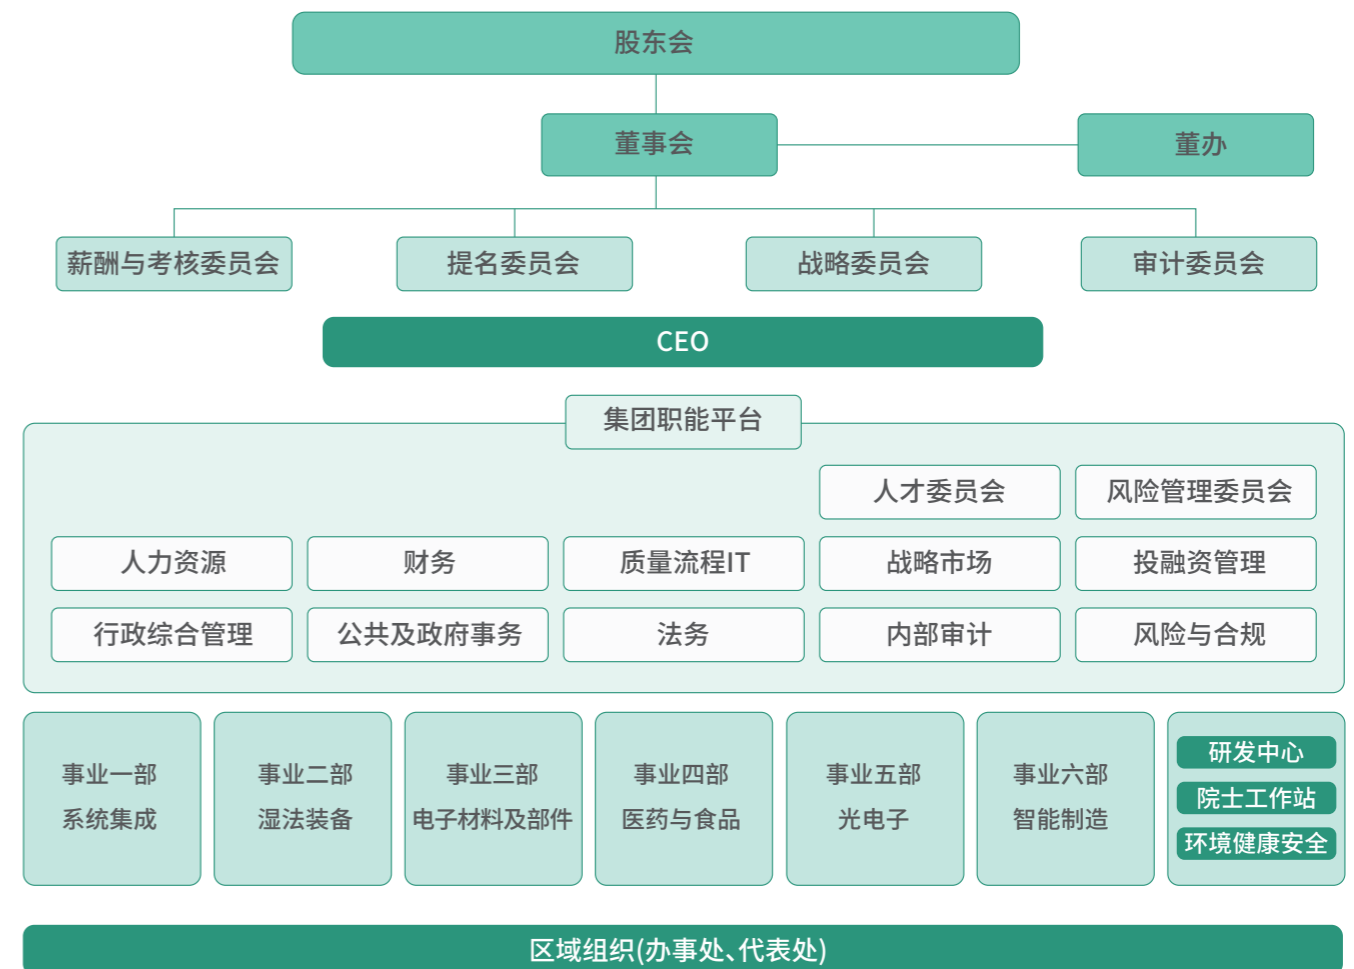 股东会
董事会
董办
薪酬与考核委员会
提名委员会
战略委员会
审计委员会
CEO
集团职能平台
人才委员会
风险管理委员会
人力资源
财务
质量流程IT
战略市场
投融资管理
行政综合管理
公共及政府事务
法务
内部审计
风险与合规
事业一部
系统集成
事业二部
湿法装备
事业三部
电子材料及部件
事业四部
医药与食品
事业五部
光电子
事业六部
智能制造
研发中心
院士工作站
环境健康安全
区域组织(办事处、代表处)